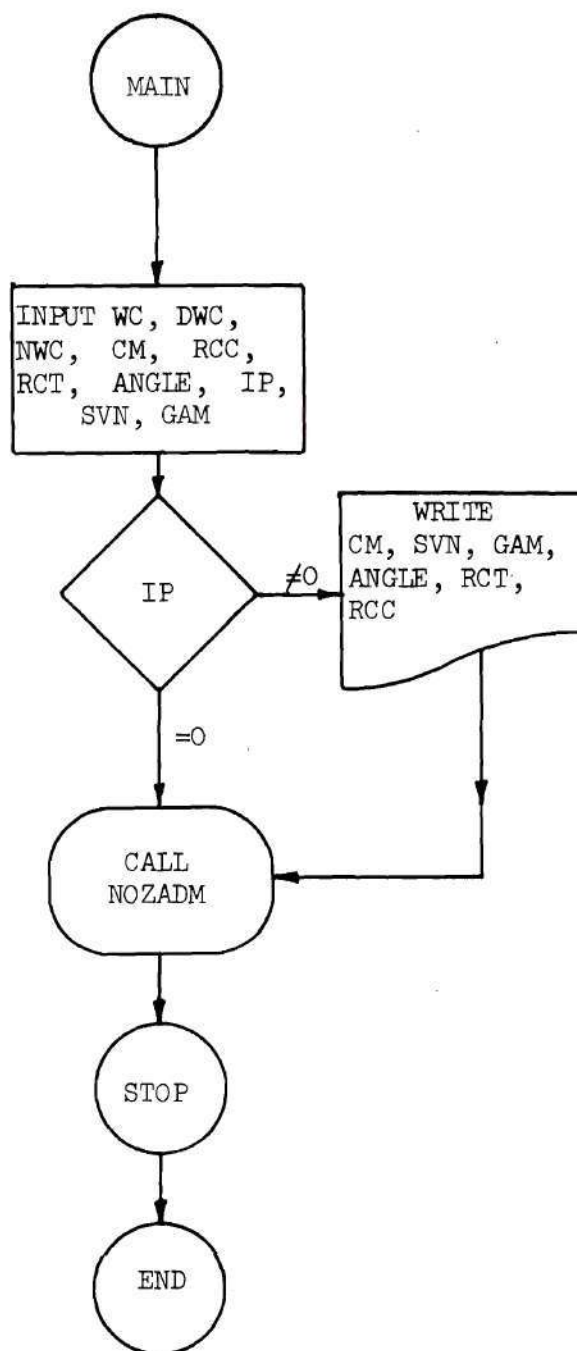 MAIN
INPUT WC, DWC,
NWC, CM, RCC,
RCT, ANGLE, IP,
SVN, GAM
IP
≠0
WRITE
CM, SVN, GAM,
ANGLE, RCT,
RCC
=0
CALL
NOZADM
STOP
END